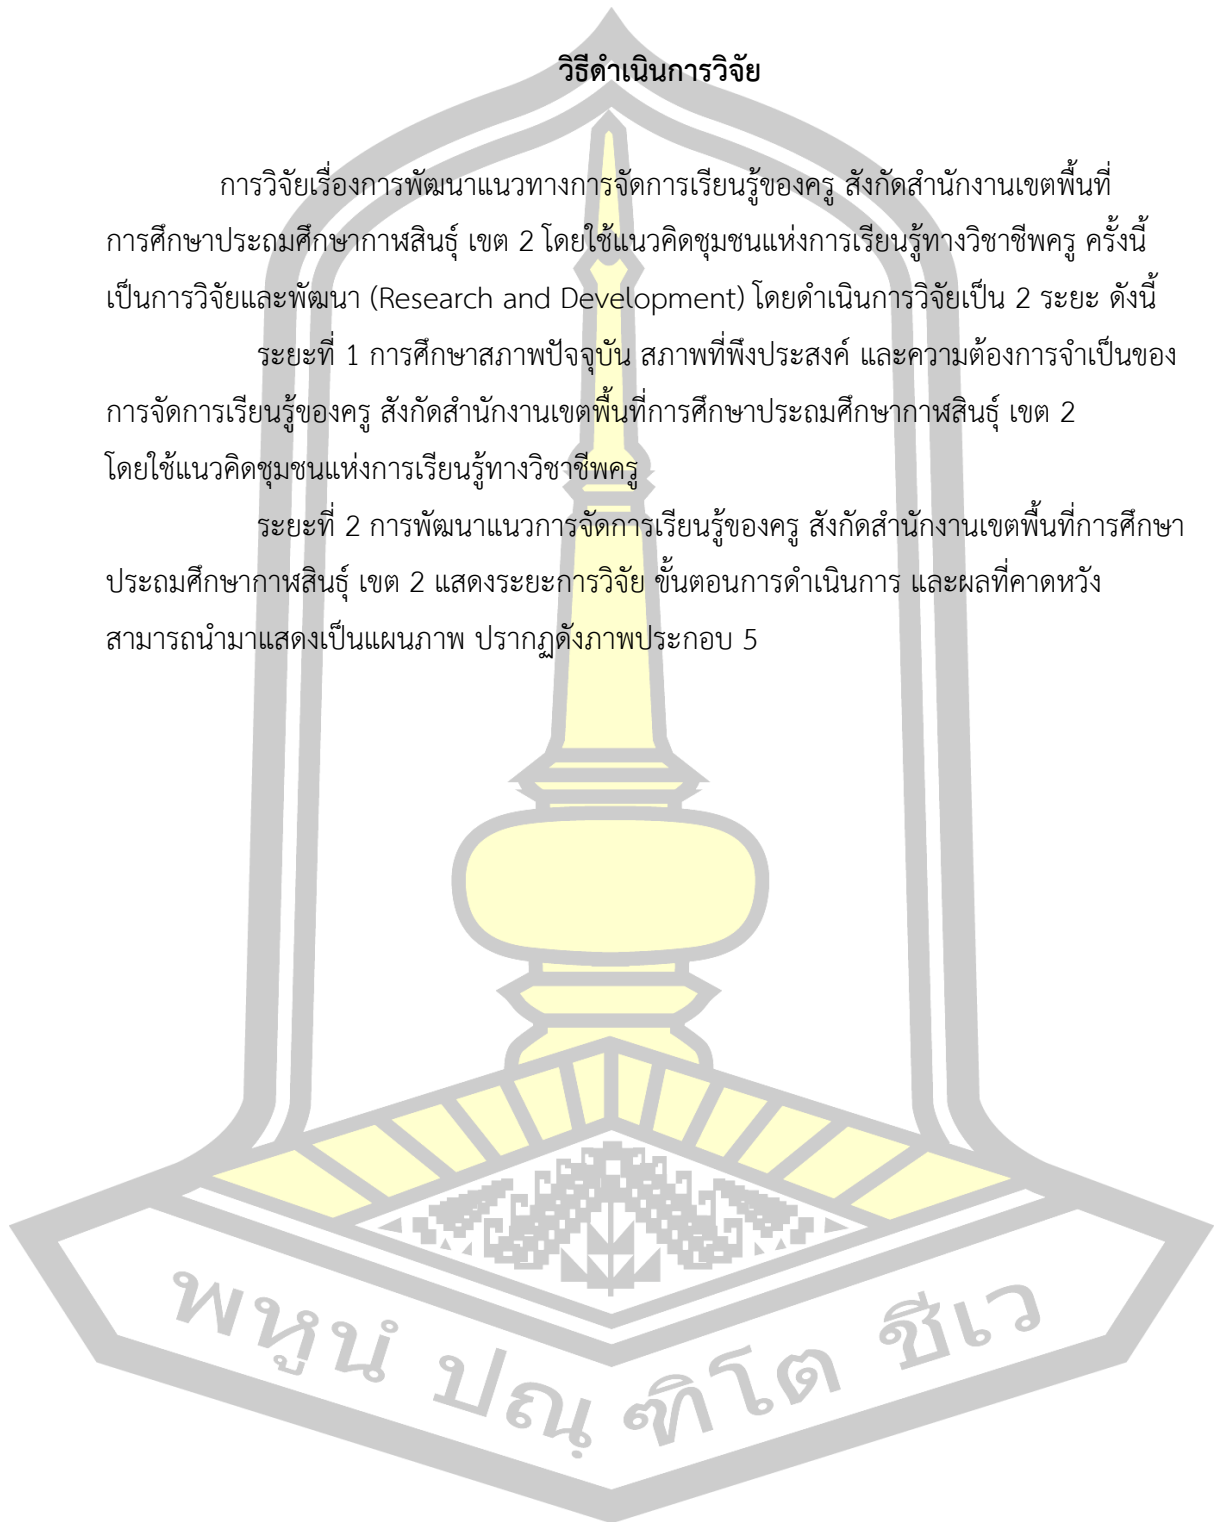 วิธีดำเนินการวิจัย
การวิจัยเรื่องการพัฒนาแนวทางการจัดการเรียนรู้ของครู สังกัดสำนักงานเขตพื้นที่
การศึกษาประถมศึกษากาฬสินธุ์ เขต 2 โดยใช้แนวคิดชุมชนแห่งการเรียนรู้ทางวิชาชีพครู ครั้งนี้
เป็นการวิจัยและพัฒนา (Research and Development) โดยดำเนินการวิจัยเป็น 2 ระยะ ดังนี้
ระยะที่ 1 การศึกษาสภาพปัจจุบัน สภาพที่พึงประสงค์ และความต้องการจำเป็นของ
การจัดการเรียนรู้ของครู สังกัดสำนักงานเขตพื้นที่การศึกษาประถมศึกษากาฬสินธุ์ เขต 2
โดยใช้แนวคิดชุมชนแห่งการเรียนรู้ทางวิชาชีพครู
ระยะที่ 2 การพัฒนาแนวการจัดการเรียนรู้ของครู สังกัดสำนักงานเขตพื้นที่การศึกษา
ประถมศึกษากาฬสินธุ์ เขต 2 แสดงระยะการวิจัย ขั้นตอนการดำเนินการ และผลที่คาดหวัง
สามารถนำมาแสดงเป็นแผนภาพ ปรากฏดังภาพประกอบ 5
พหูนํ ปณฺ ฑิโต ชีเว